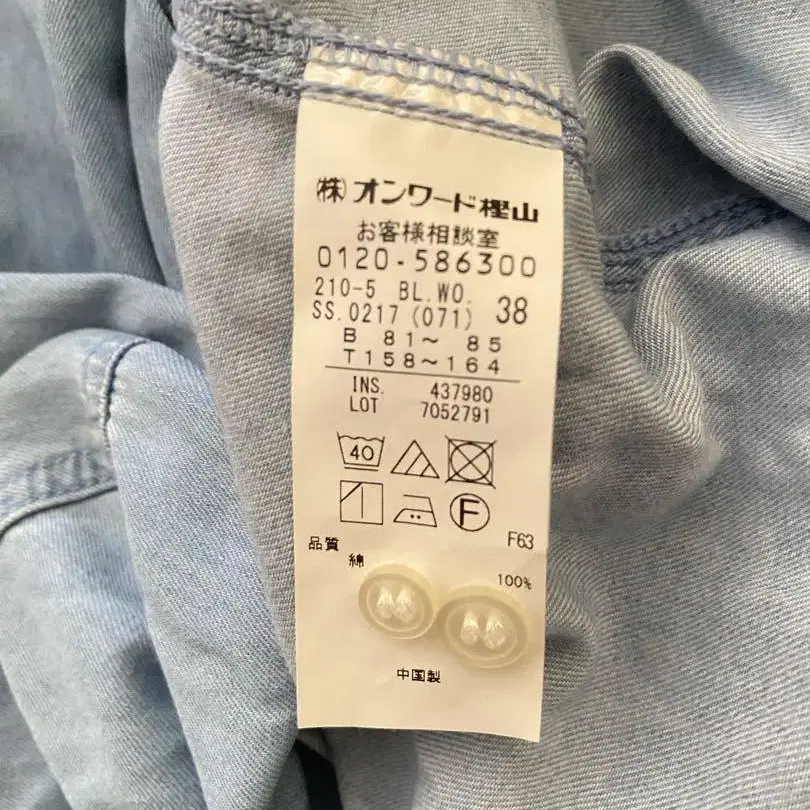 ㈱オンワード樫山
お客様相談室
0120-586300
210-5 BL.WO. 38
SS.0217(071)
B 81～ 85
T158～164
INS. 437980
LOT 7052791
40
F
F63
品質
綿 100%
中国製